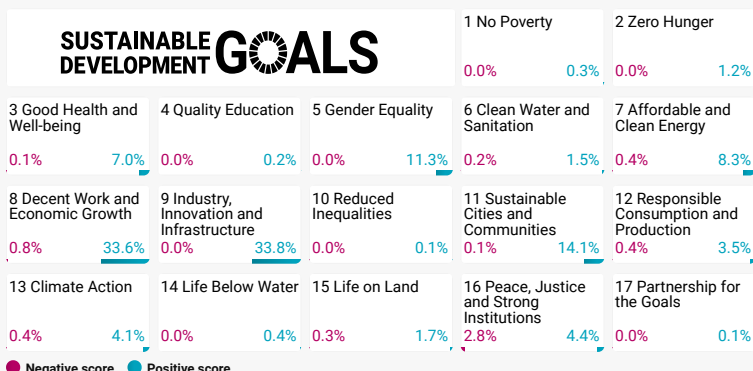 SUSTAINABLE
DEVELOPMENT
GOALS
1 No Poverty
0.0% 0.3%
2 Zero Hunger
0.0% 1.2%
3 Good Health and
Well-being
0.1% 7.0%
4 Quality Education
0.0% 0.2%
5 Gender Equality
0.0% 11.3%
6 Clean Water and
Sanitation
0.2% 1.5%
7 Affordable and
Clean Energy
0.4% 8.3%
8 Decent Work and
Economic Growth
0.8% 33.6%
9 Industry,
Innovation and
Infrastructure
0.0% 33.8%
10 Reduced
Inequalities
0.0% 0.1%
11 Sustainable
Cities and
Communities
0.1% 14.1%
12 Responsible
Consumption and
Production
0.4% 3.5%
13 Climate Action
0.4% 4.1%
14 Life Below Water
0.0% 0.4%
15 Life on Land
0.3% 1.7%
16 Peace, Justice
and Strong
Institutions
2.8% 4.4%
17 Partnership for
the Goals
0.0% 0.1%
Negative score Positive score